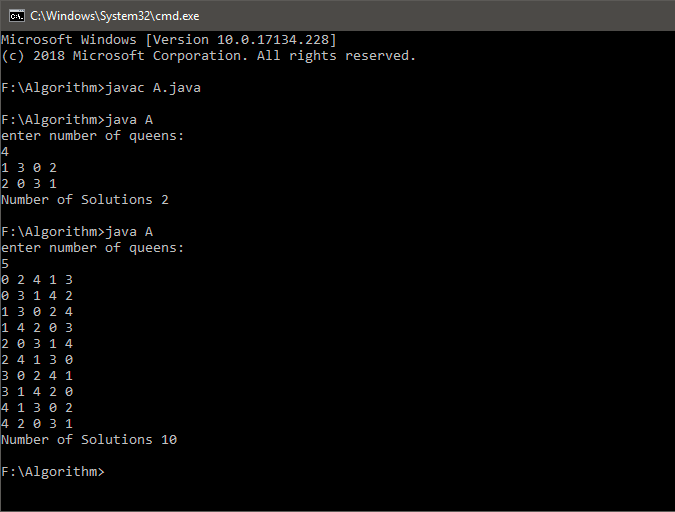 C:\Windows\System32\cmd.exe
Microsoft Windows [Version 10.0.17134.228]
(c) 2018 Microsoft Corporation. All rights reserved.
F:\Algorithm>javac A.java
F:\Algorithm>java A
enter number of queens:
4
1 3 0 2
2 0 3 1
Number of Solutions 2
F:\Algorithm>java A
enter number of queens:
5
0 2 4 1 3
0 3 1 4 2
1 3 0 2 4
1 4 2 0 3
2 0 3 1 4
2 4 1 3 0
3 0 2 4 1
3 1 4 2 0
4 1 3 0 2
4 2 0 3 1
Number of Solutions 10
F:\Algorithm>